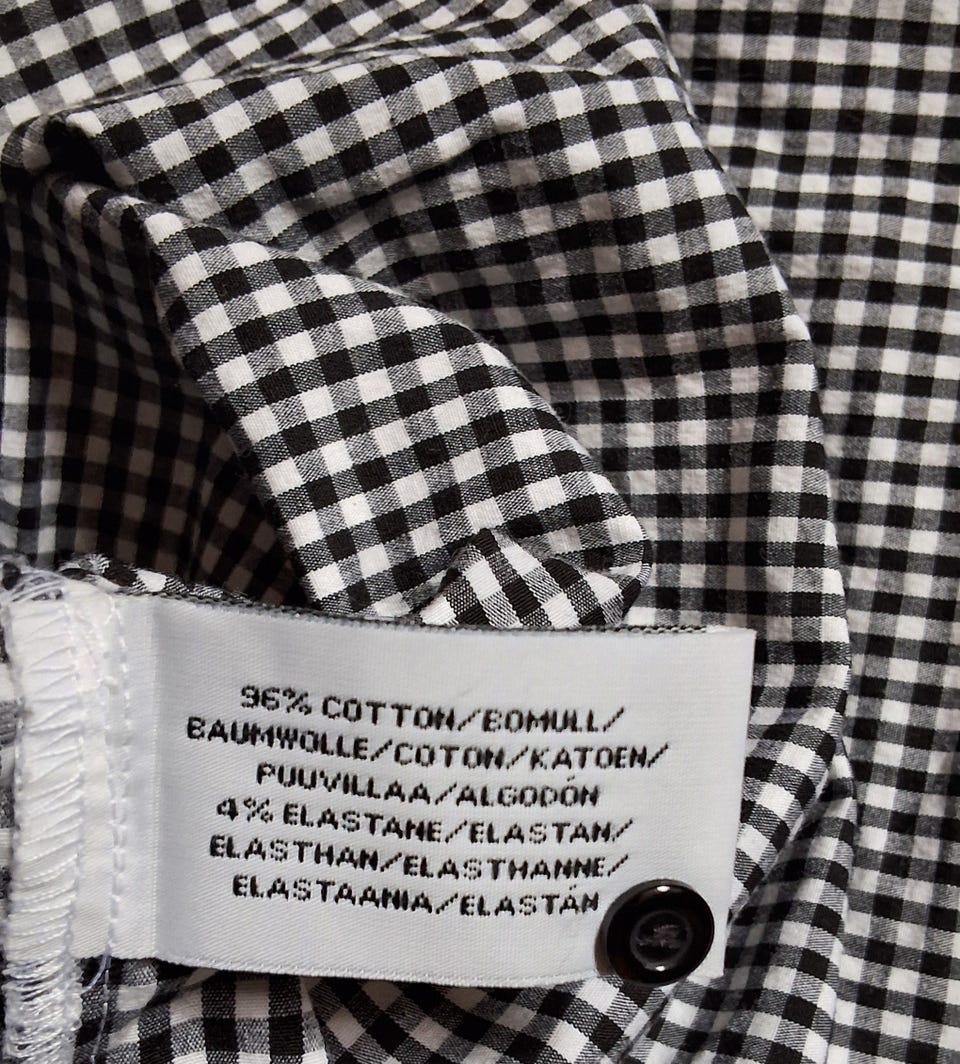 96% COTTON/BOMULL/
BAUMWOLLE/COTON/KATOEN/
PUUVILLAA/ALGODÓN
4% ELASTANE/ELASTAN/
ELASTHAN/ELASTHANNE/
ELASTAANIA/ELASTÁN